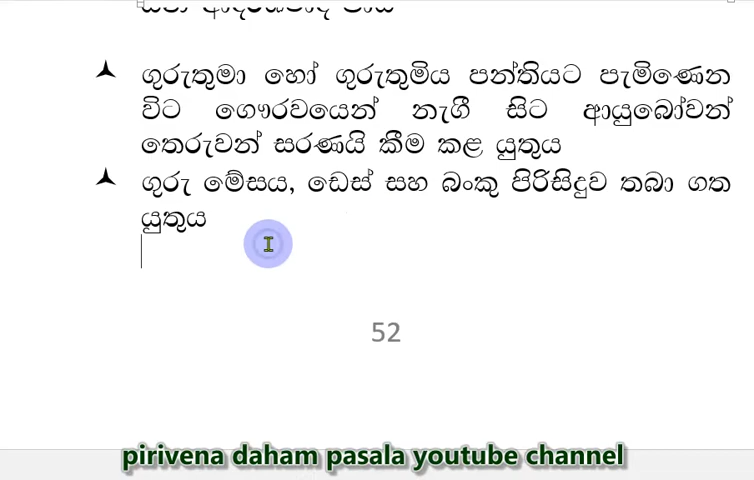 ගුරුතුමා හෝ ගුරුතුමිය පන්තියට පැමිණෙන
විට ගෞරවයෙන් නැගී සිට ආයුබෝවන්
තෙරුවන් සරණයි කීම කළ යුතුය
ගුරු මේසය, ඩෙස් සහ බංකු පිරිසිදුව තබා ගත
යුතුය
52
pirivena daham pasala youtube channel